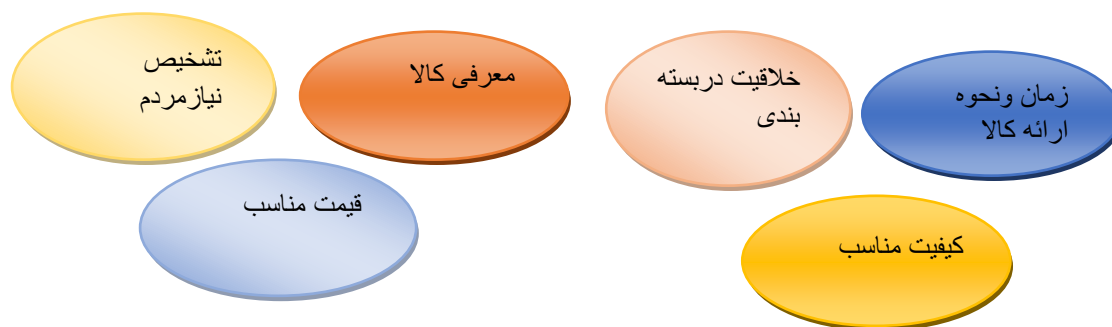 زمان ونحوه
ارائه کالا
خلاقیت دربسته
بندی
معرفی کالا
تشخیص
نیازمردم
کیفیت مناسب
قیمت مناسب